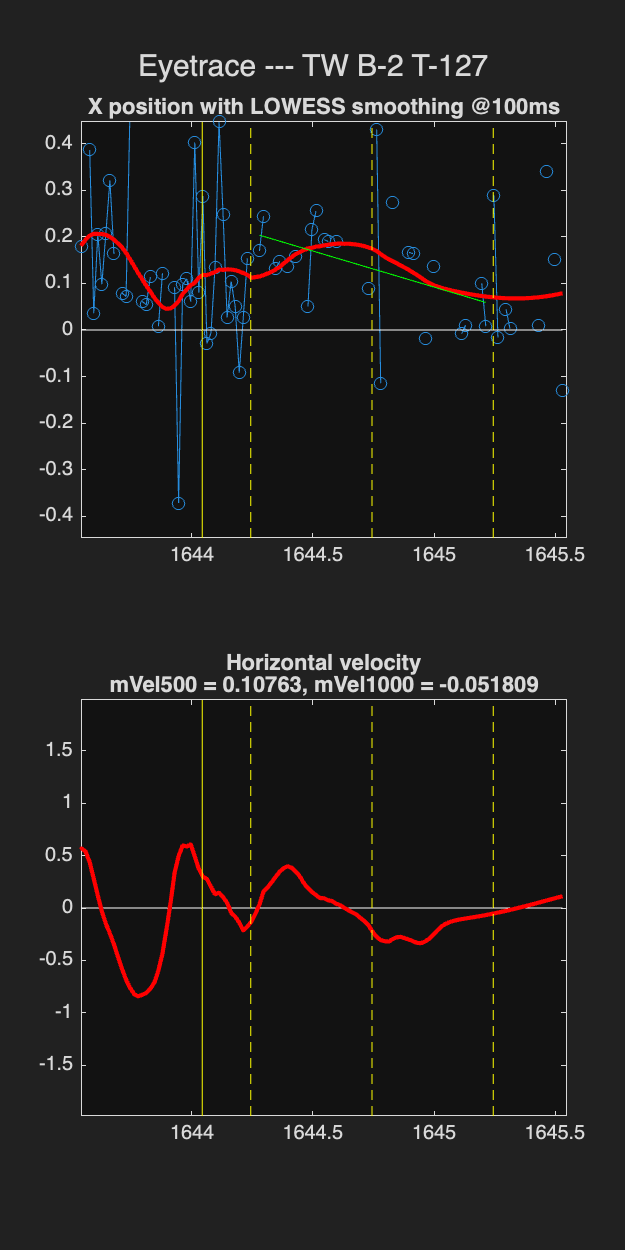 Eyetrace --- TW B-2 T-127
X position with LOWESS smoothing @100ms
0.4
0.3
0.2
0.1
0
-0.1
-0.2
-0.3
-0.4
1644 1644.5 1645 1645.5
Horizontal velocity
mVel500 = 0.10763, mVel1000 = -0.051809
1.5
1
0.5
0
-0.5
-1
-1.5
1644 1644.5 1645 1645.5